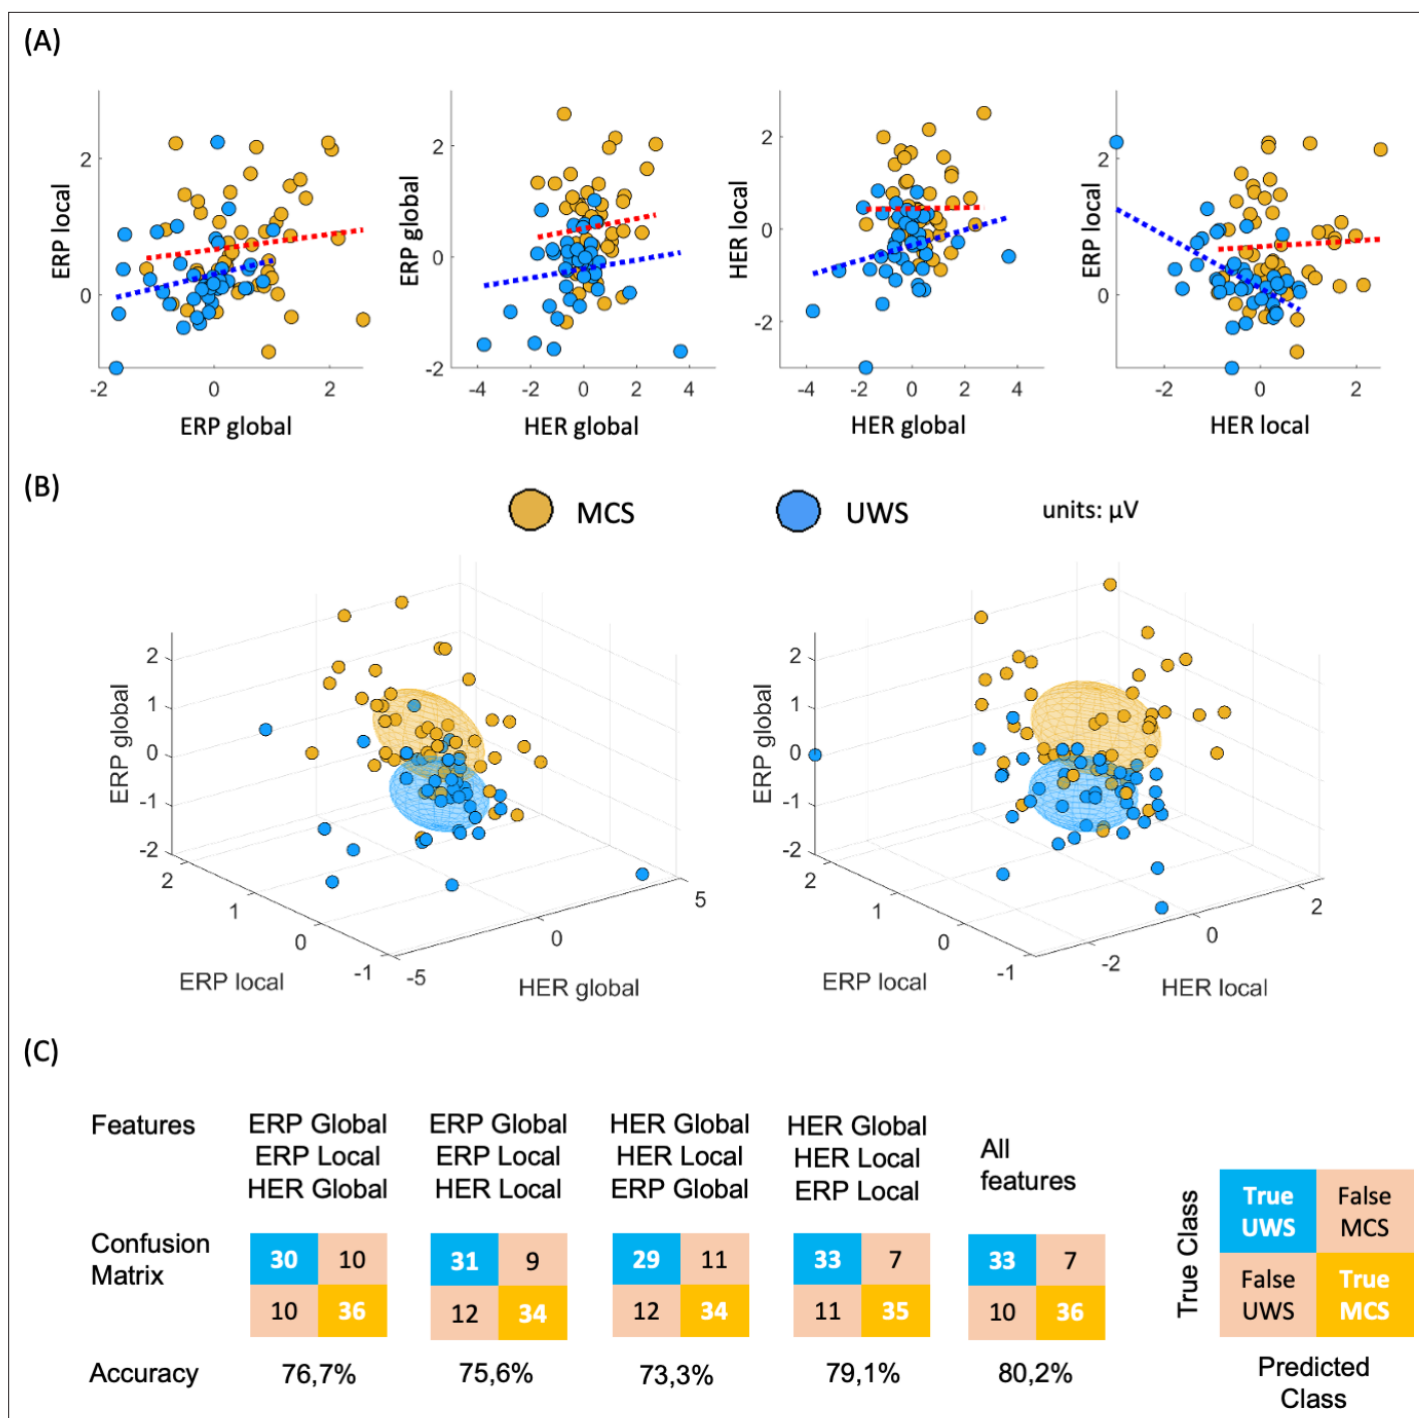 (A)
ERP local
2
0
-2
0
2
ERP global
ERP global
2
0
-2
-4
-2
0
2
4
HER global
HER local
2
0
-2
-4
-2
0
2
4
HER global
ERP local
2
0
-2
0
2
HER local
(B)
MCS
UWS
units: μV
ERP global
2
1
0
-1
-2
2
1
0
-1
ERP local
-5
0
5
HER global
ERP global
2
1
0
-1
-2
2
1
0
-1
ERP local
-2
0
2
HER local
(C)
Features
ERP Global
ERP Local
HER Global
ERP Global
ERP Local
HER Local
HER Global
HER Local
ERP Global
HER Global
HER Local
ERP Local
All
features
Confusion
Matrix
30 10
10 36
31 9
12 34
29 11
12 34
33 7
11 35
33 7
10 36
Accuracy
76,7%
75,6%
73,3%
79,1%
80,2%
True Class
True
UWS
False
MCS
False
UWS
True
MCS
Predicted
Class